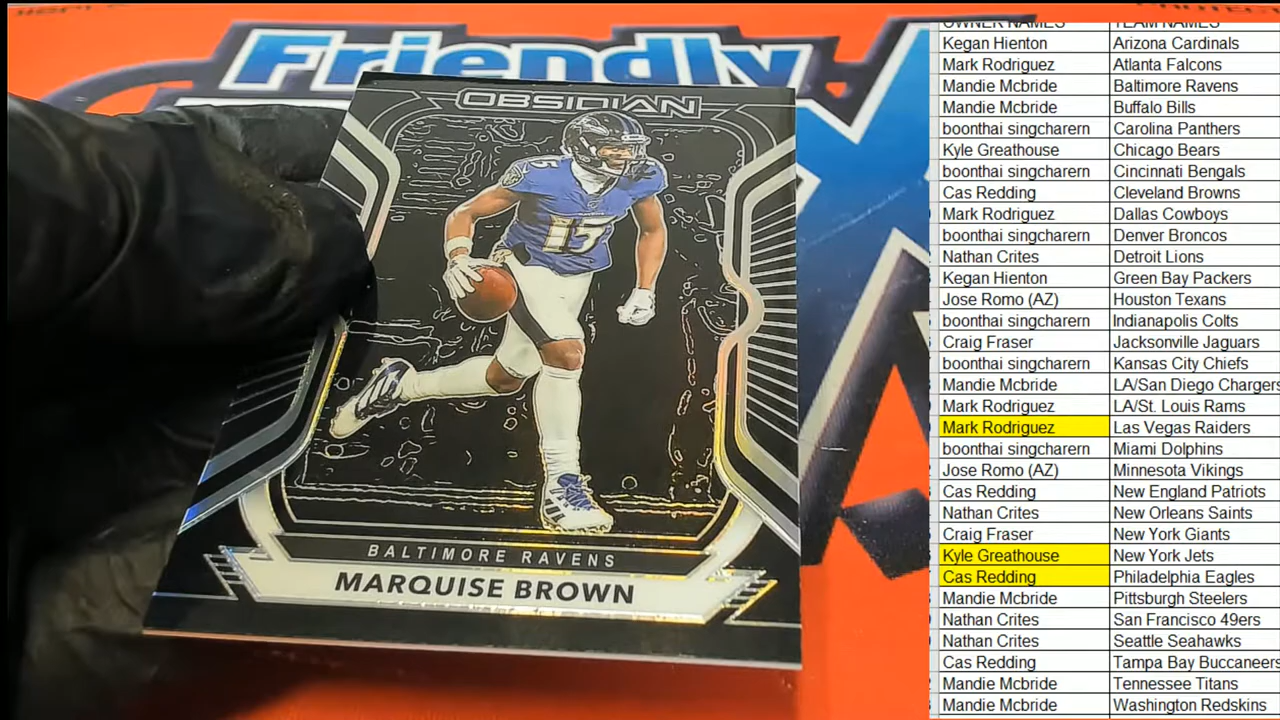 Friendly
OBSIDIAN
15
BALTIMORE RAVENS
MARQUISE BROWN
OWNER NAMES TEAM NAMES
Kegan Hienton Arizona Cardinals
Mark Rodriguez Atlanta Falcons
Mandie Mcbride Baltimore Ravens
Mandie Mcbride Buffalo Bills
boonthai singcharern Carolina Panthers
Kyle Greathouse Chicago Bears
boonthai singcharern Cincinnati Bengals
Cas Redding Cleveland Browns
Mark Rodriguez Dallas Cowboys
boonthai singcharern Denver Broncos
Nathan Crites Detroit Lions
Kegan Hienton Green Bay Packers
Jose Romo (AZ) Houston Texans
boonthai singcharern Indianapolis Colts
Craig Fraser Jacksonville Jaguars
boonthai singcharern Kansas City Chiefs
Mandie Mcbride LA/San Diego Chargers
Mark Rodriguez LA/St. Louis Rams
Mark Rodriguez Las Vegas Raiders
boonthai singcharern Miami Dolphins
Jose Romo (AZ) Minnesota Vikings
Cas Redding New England Patriots
Nathan Crites New Orleans Saints
Craig Fraser New York Giants
Kyle Greathouse New York Jets
Cas Redding Philadelphia Eagles
Mandie Mcbride Pittsburgh Steelers
Nathan Crites San Francisco 49ers
Nathan Crites Seattle Seahawks
Cas Redding Tampa Bay Buccaneers
Mandie Mcbride Tennessee Titans
Mandie Mcbride Washington Redskins